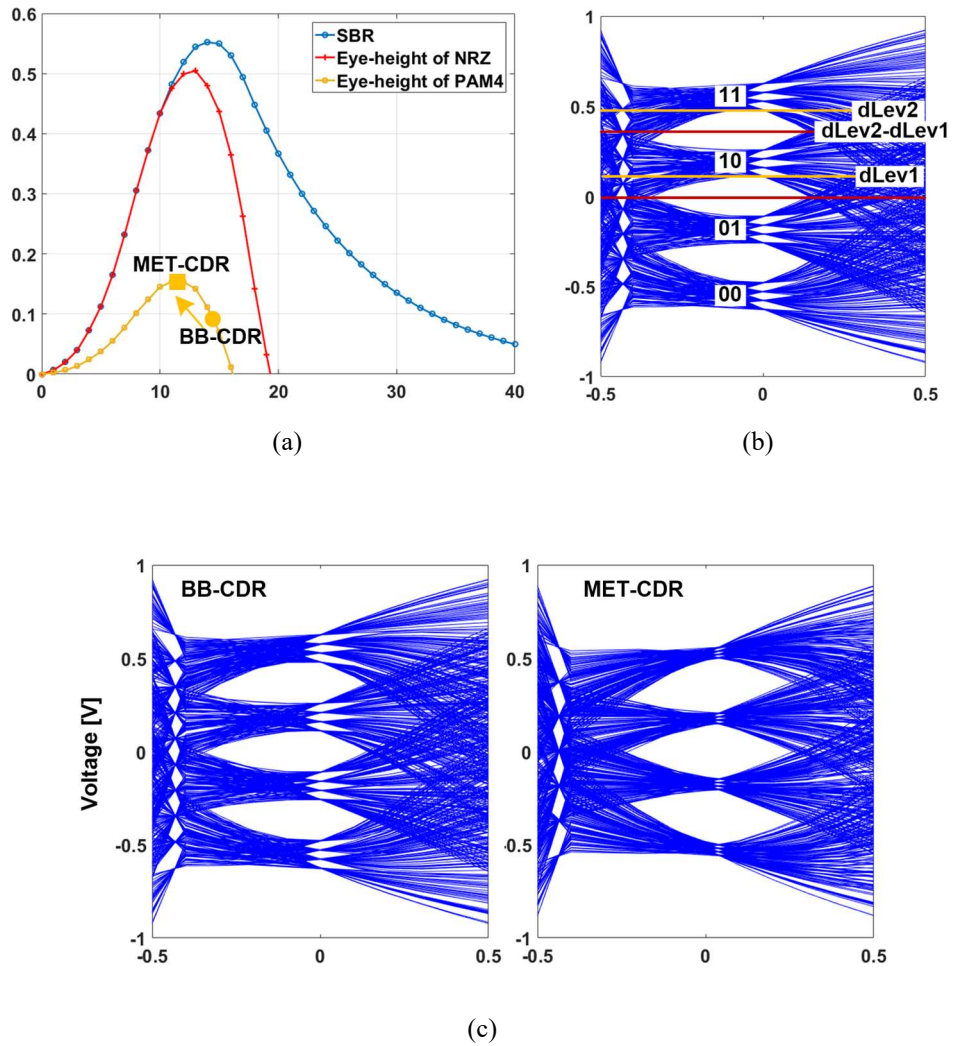 0.6
0.5
0.4
0.3
0.2
0.1
0
0 10 20 30 40
SBR
Eye-height of NRZ
Eye-height of PAM4
MET-CDR
BB-CDR
(a)
1
0.5
0
-0.5
-1
-0.5 0 0.5
11
dLev2
dLev2-dLev1
10
dLev1
01
00
(b)
Voltage [V]
1
0.5
0
-0.5
-1
-0.5 0 0.5
BB-CDR
1
0.5
0
-0.5
-1
-0.5 0 0.5
MET-CDR
(c)